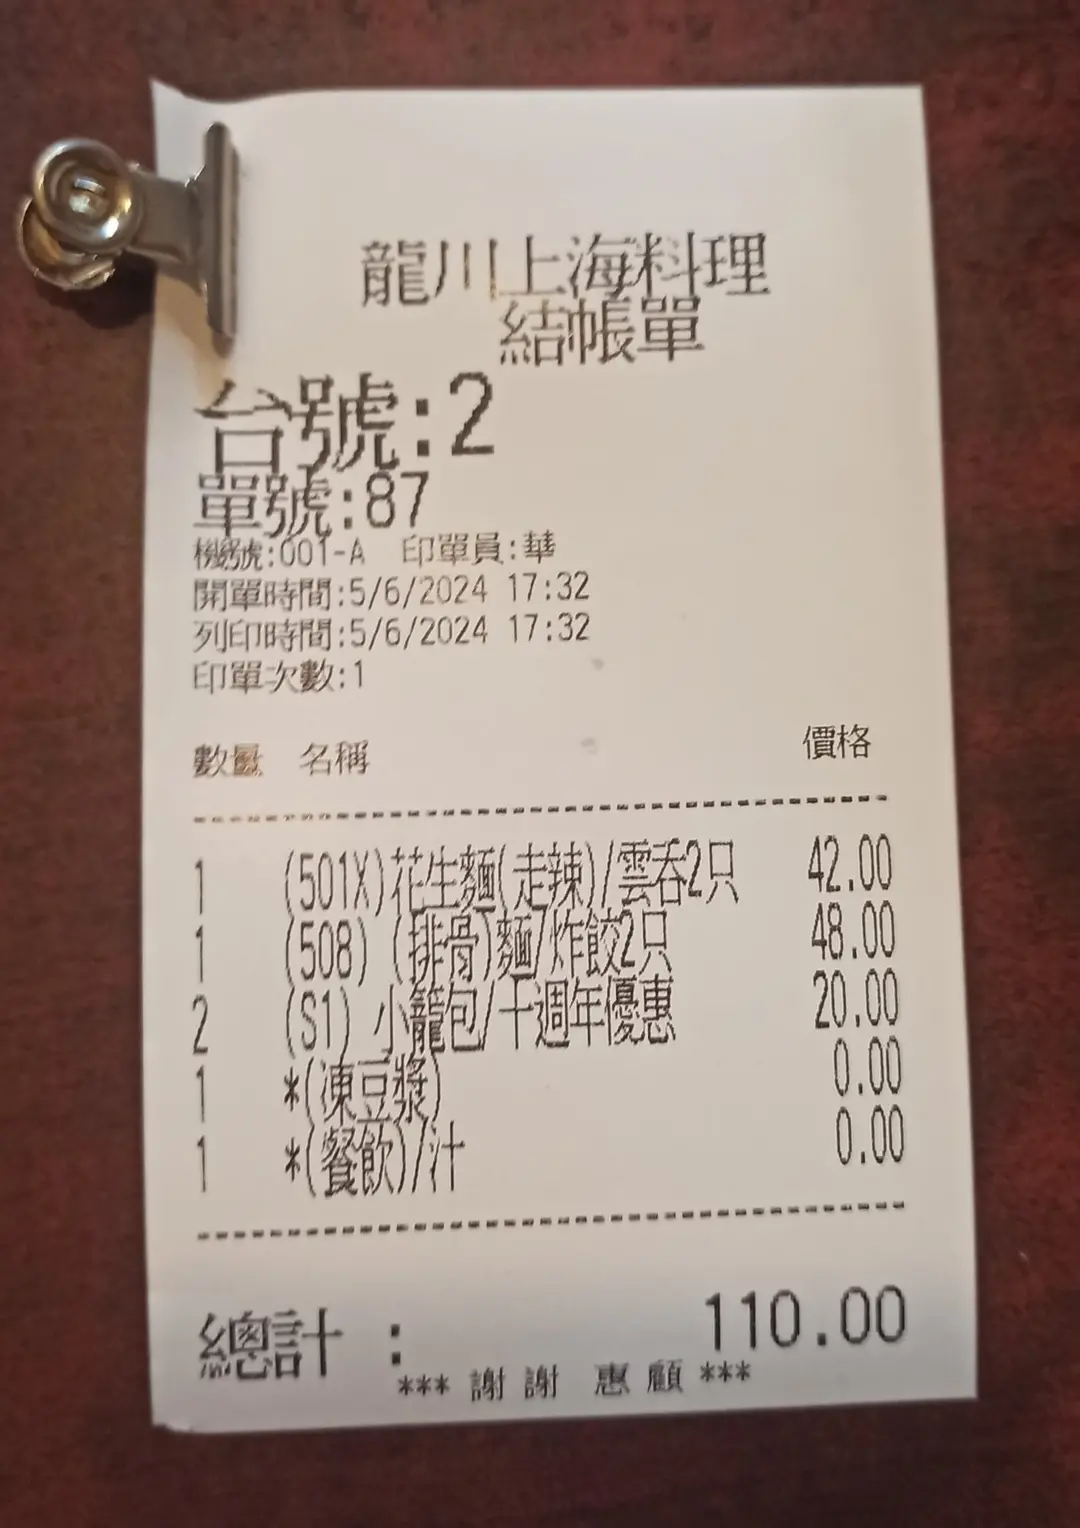 龍川上海料理
結帳單
台號:2
單號:87
機號:001-A 印單員:華
開單時間:5/6/2024 17:32
列印時間:5/6/2024 17:32
印單次數:1
數量 名稱 價格
1 (501X)花生麵(走辣)/雲呑2只 42.00
1 (508) (排骨)麵/炸餃2只 48.00
2 (S1) 小籠包/十週年優惠 20.00
1 *(凍豆漿) 0.00
1 *(餐飲)/汁 0.00
總計 : 110.00
*** 謝謝 惠顧 ***